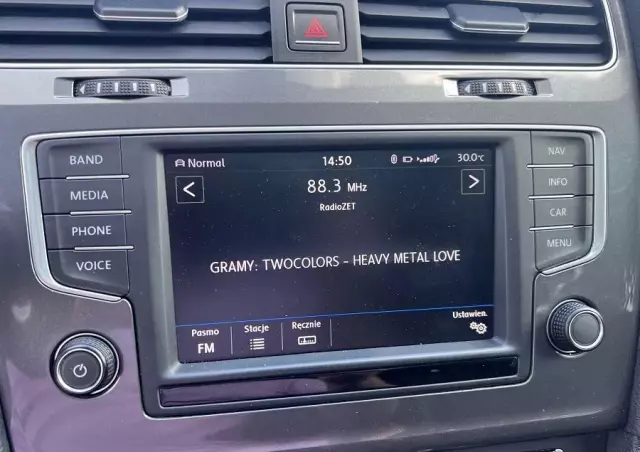 BAND
MEDIA
PHONE
VOICE
Normal 14:50 30.0°C
88.3 MHz
RadioZET
GRAMY: TWOCOLORS - HEAVY METAL LOVE
Pasmo Stacje Ręcznie Ustawien.
FM
NAV
INFO
CAR
MENU